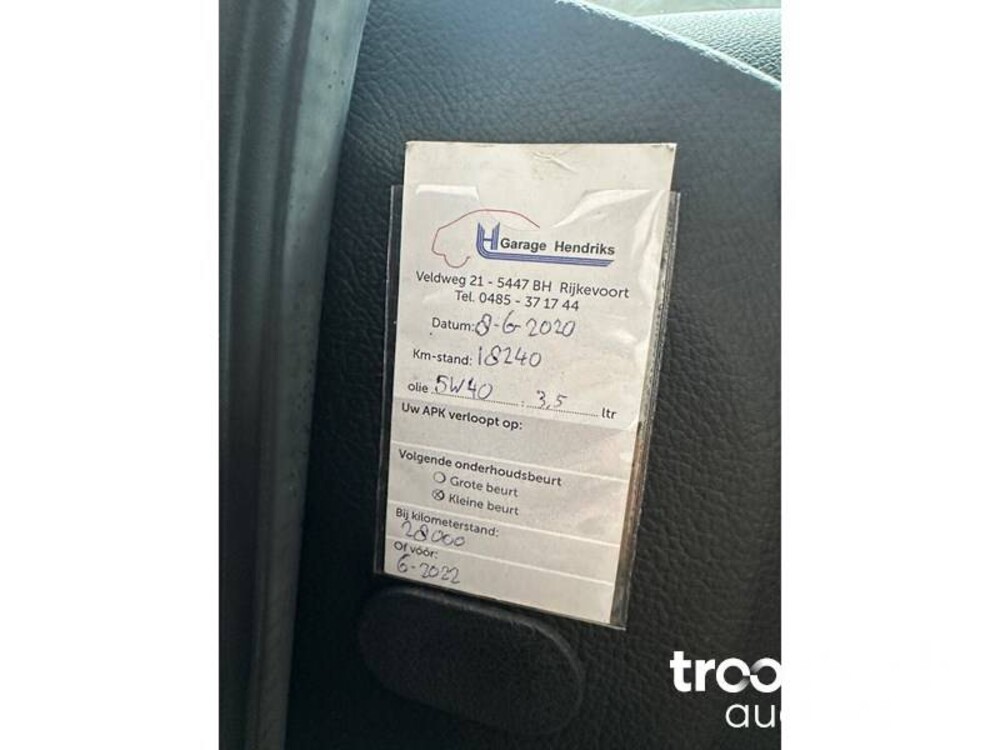 H Garage Hendriks
Veldweg 21 - 5447 BH Rijkevoort
Tel. 0485 - 37 17 44
Datum: 8-6-2020
Km-stand: 18240
olie 5W40 : 3,5 ltr
Uw APK verloopt op:
Volgende onderhoudsbeurt
Grote beurt
Kleine beurt
Bij kilometerstand:
28000
Of vóór:
6-2022
troo
au